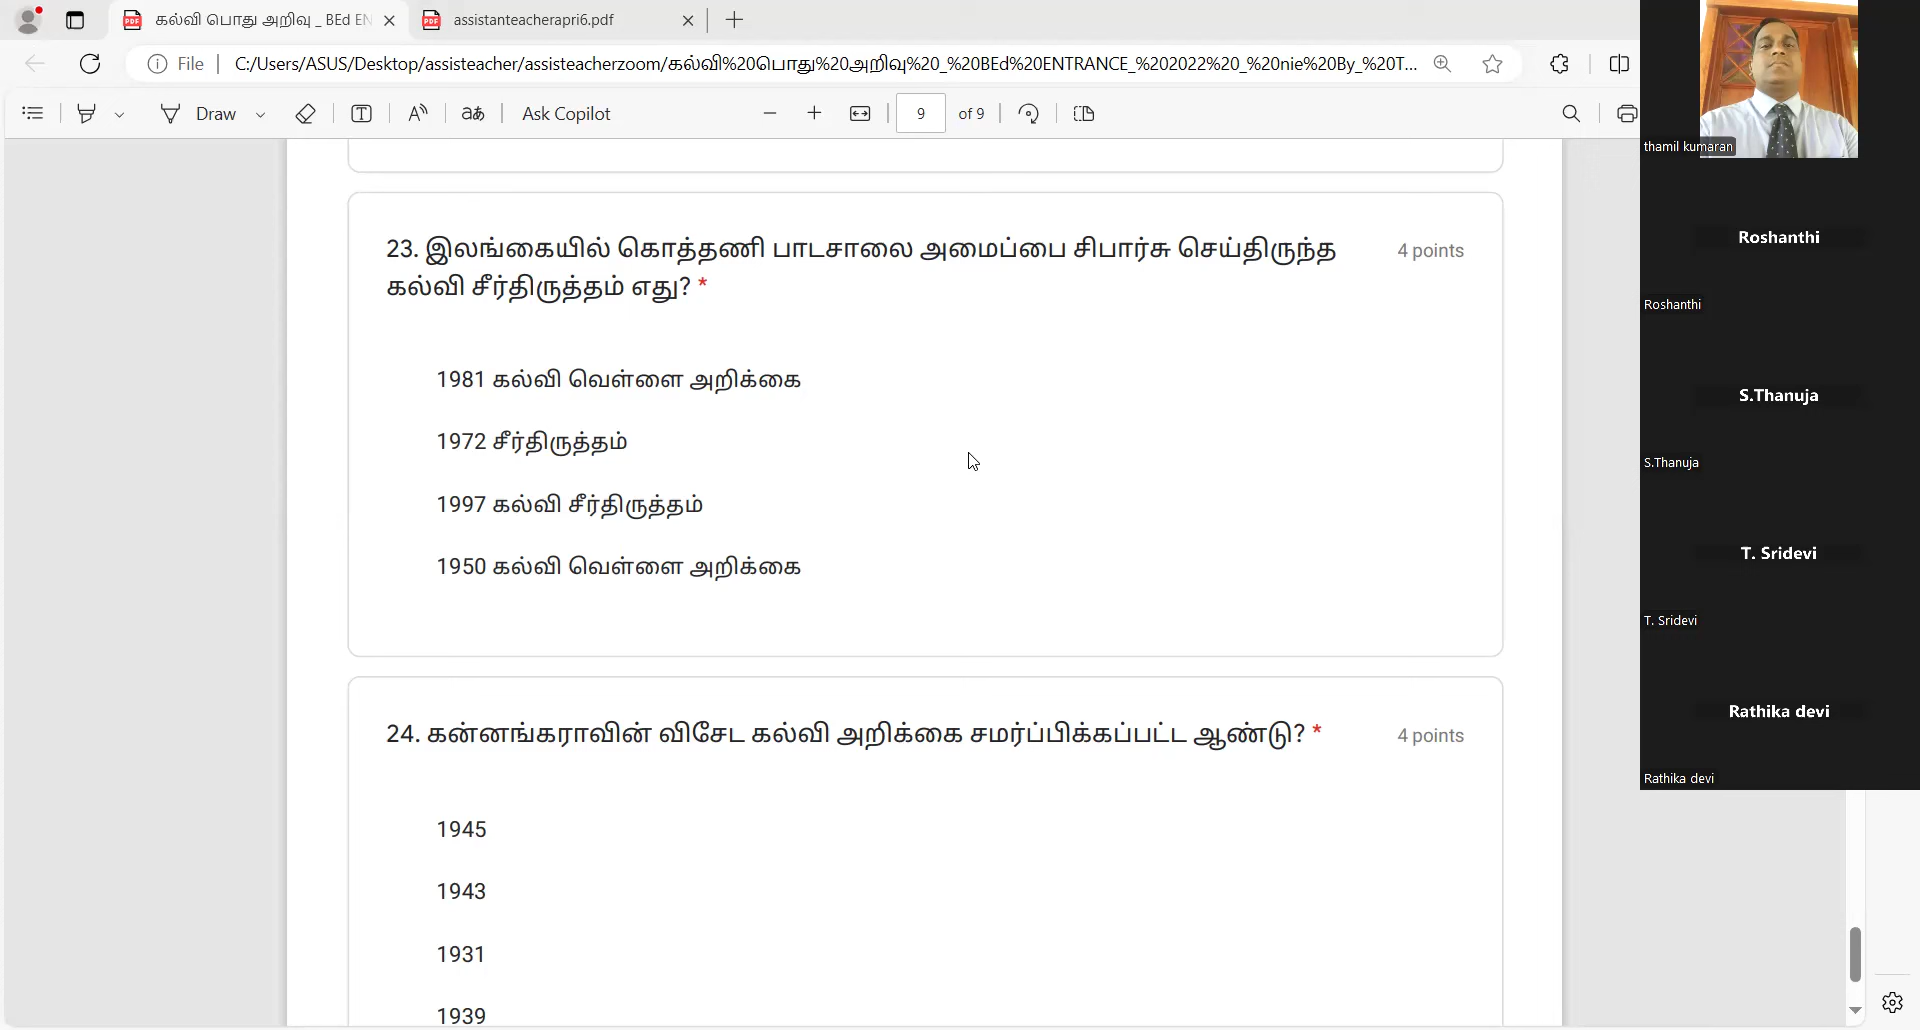 கல்வி பொது அறிவு _ BEd EN
assistanteacherapri6.pdf
File
C:/Users/ASUS/Desktop/assisteacher/assisteacherzoom/கல்வி%20பொது%20அறிவு%20_%20BEd%20ENTRANCE_%202022%20_%20nie%20By_%20T...
Draw
aあ
Ask Copilot
9 of 9
23. இலங்கையில் கொத்தணி பாடசாலை அமைப்பை சிபார்சு செய்திருந்த
கல்வி சீர்திருத்தம் எது? *
4 points
1981 கல்வி வெள்ளை அறிக்கை
1972 சீர்திருத்தம்
1997 கல்வி சீர்திருத்தம்
1950 கல்வி வெள்ளை அறிக்கை
24. கன்னங்கராவின் விசேட கல்வி அறிக்கை சமர்ப்பிக்கப்பட்ட ஆண்டு? *
4 points
1945
1943
1931
1939
thamil kumaran
Roshanthi
Roshanthi
S.Thanuja
S.Thanuja
T. Sridevi
T. Sridevi
Rathika devi
Rathika devi